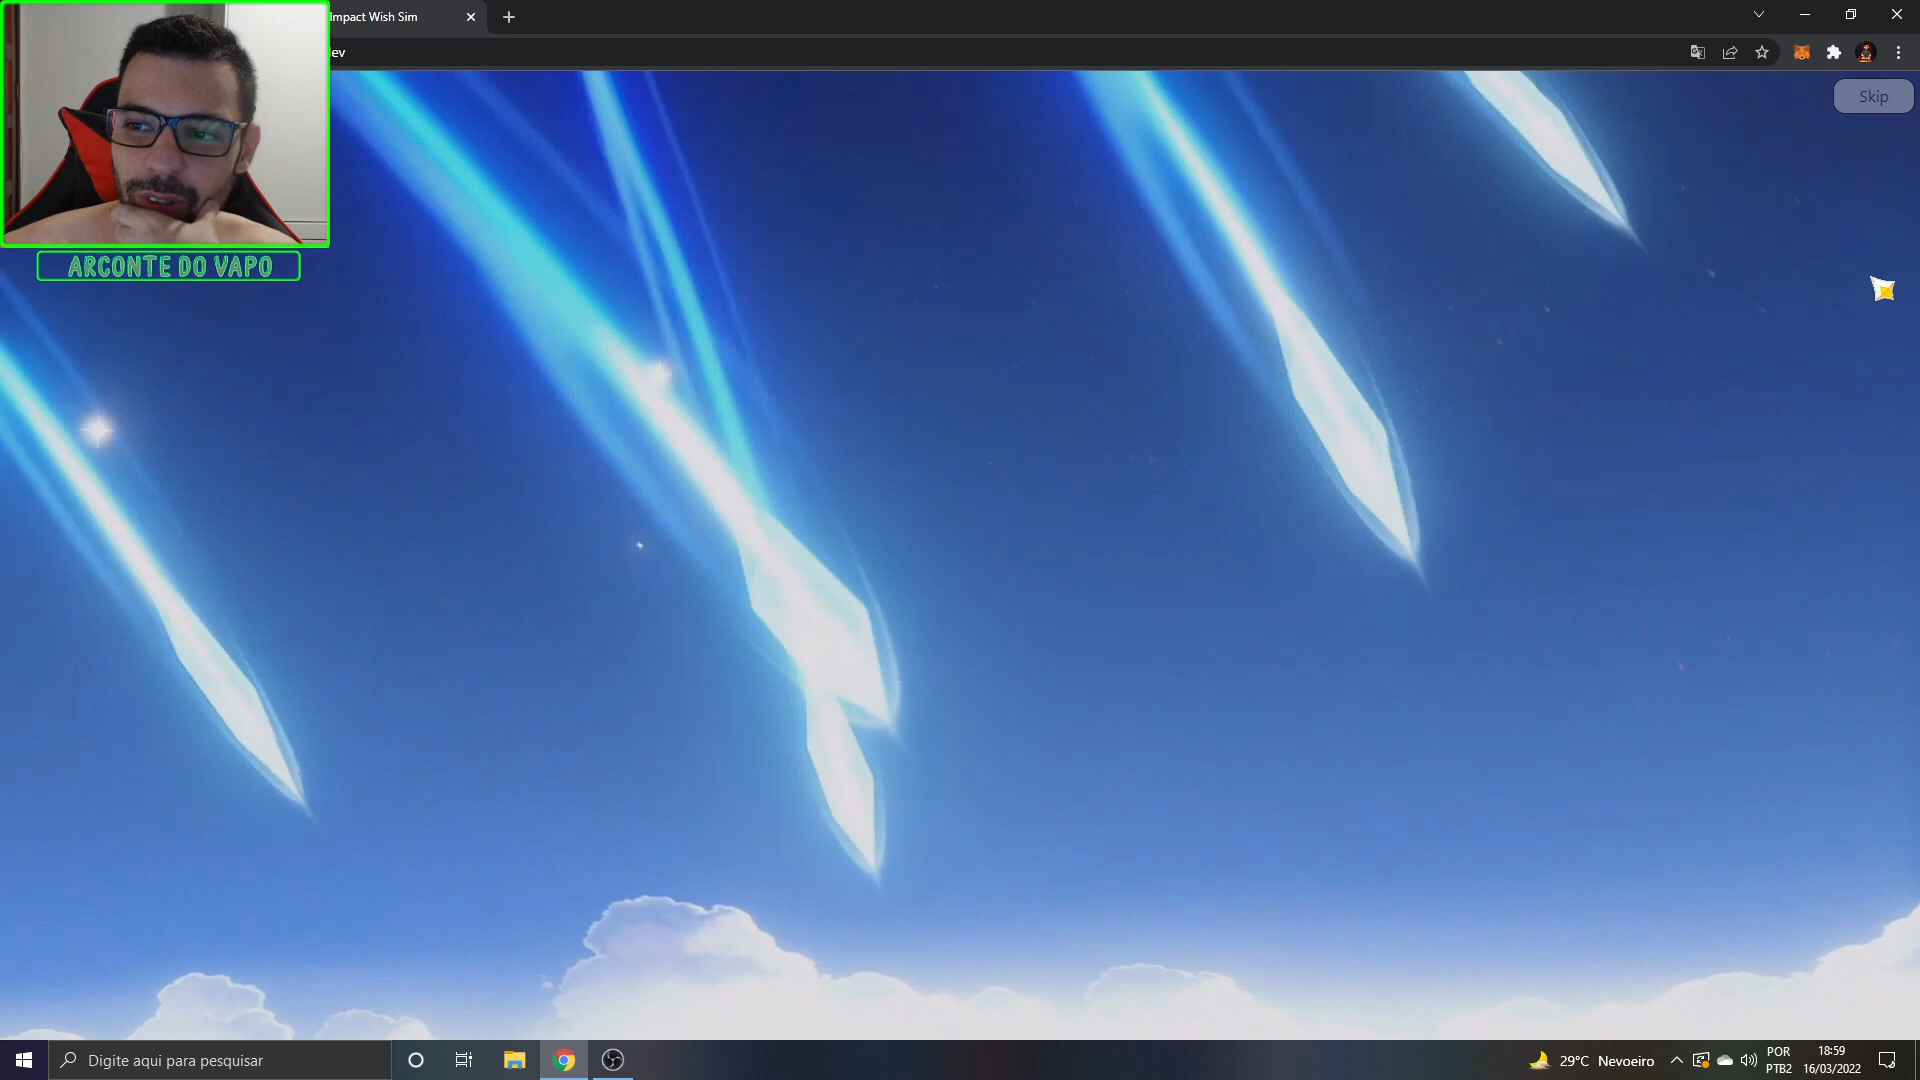 Impact Wish Sim
dev
Skip
ARCONTE DO VAPO
Digite aqui para pesquisar
29°C Nevoeiro
POR
PTB2
18:59
16/03/2022